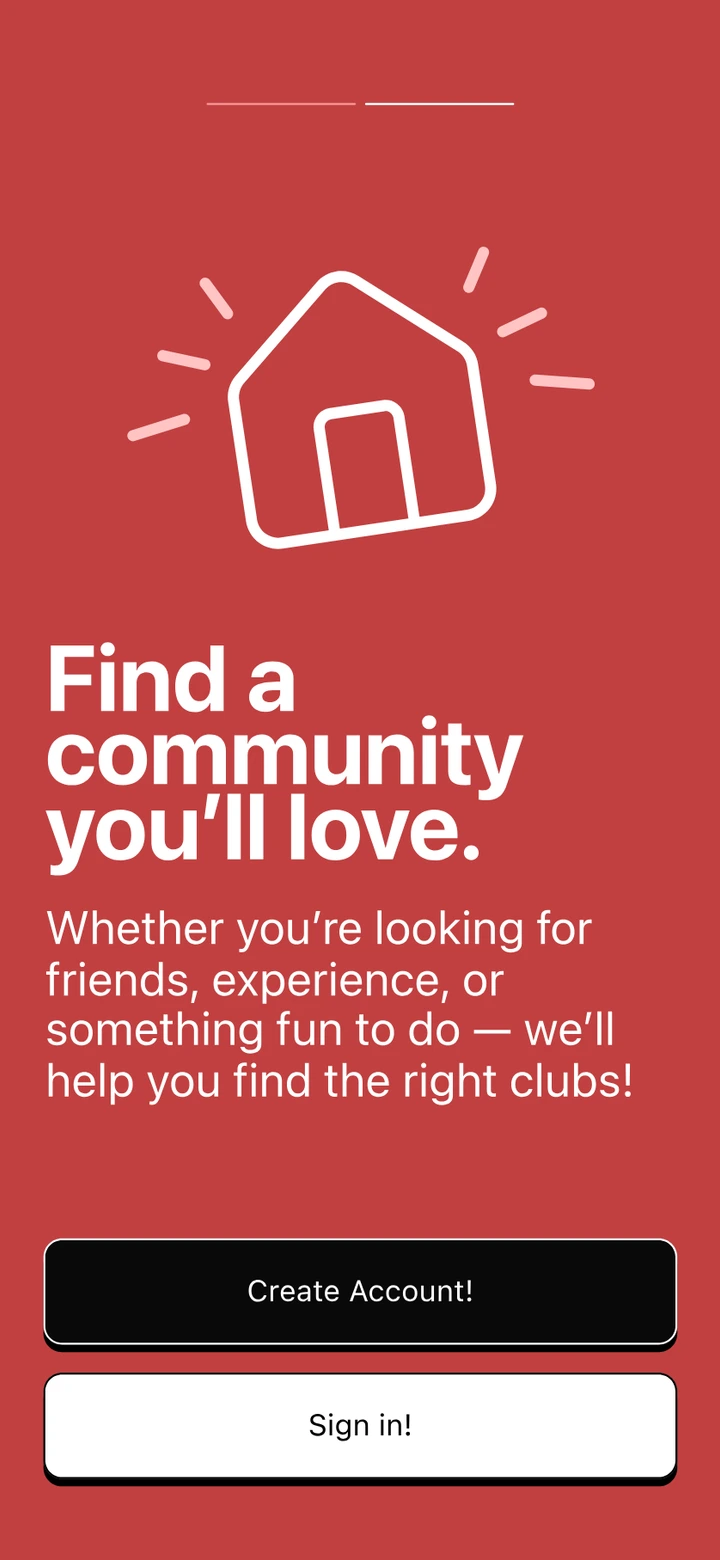 Find a
community
you’ll love.
Whether you’re looking for
friends, experience, or
something fun to do — we’ll
help you find the right clubs!
Create Account!
Sign in!